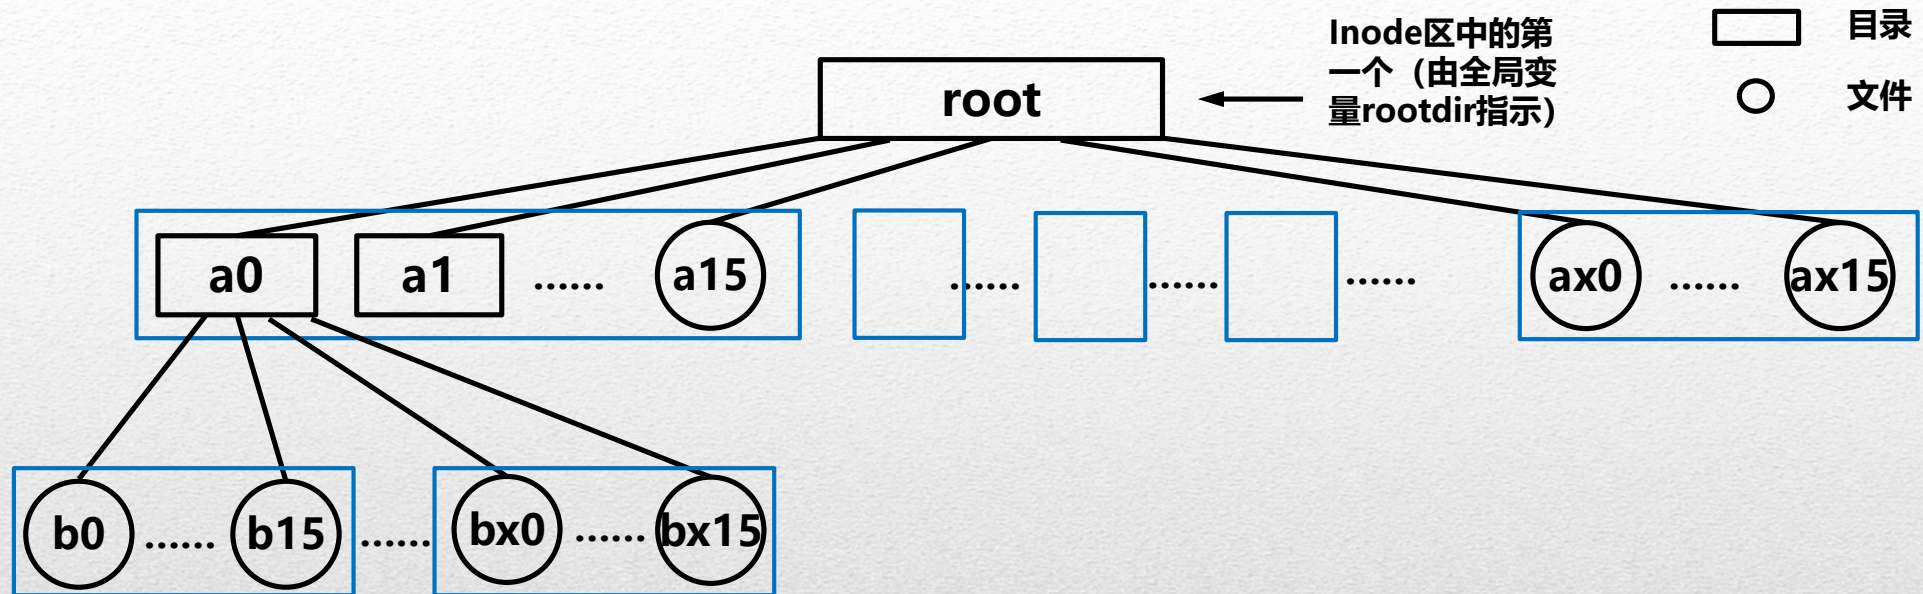 Inode区中的第
一个（由全局变
量rootdir指示）
目录
文件
root
a0
a1
......
a15
......
......
......
ax0
......
ax15
b0
......
b15
......
bx0
......
bx15